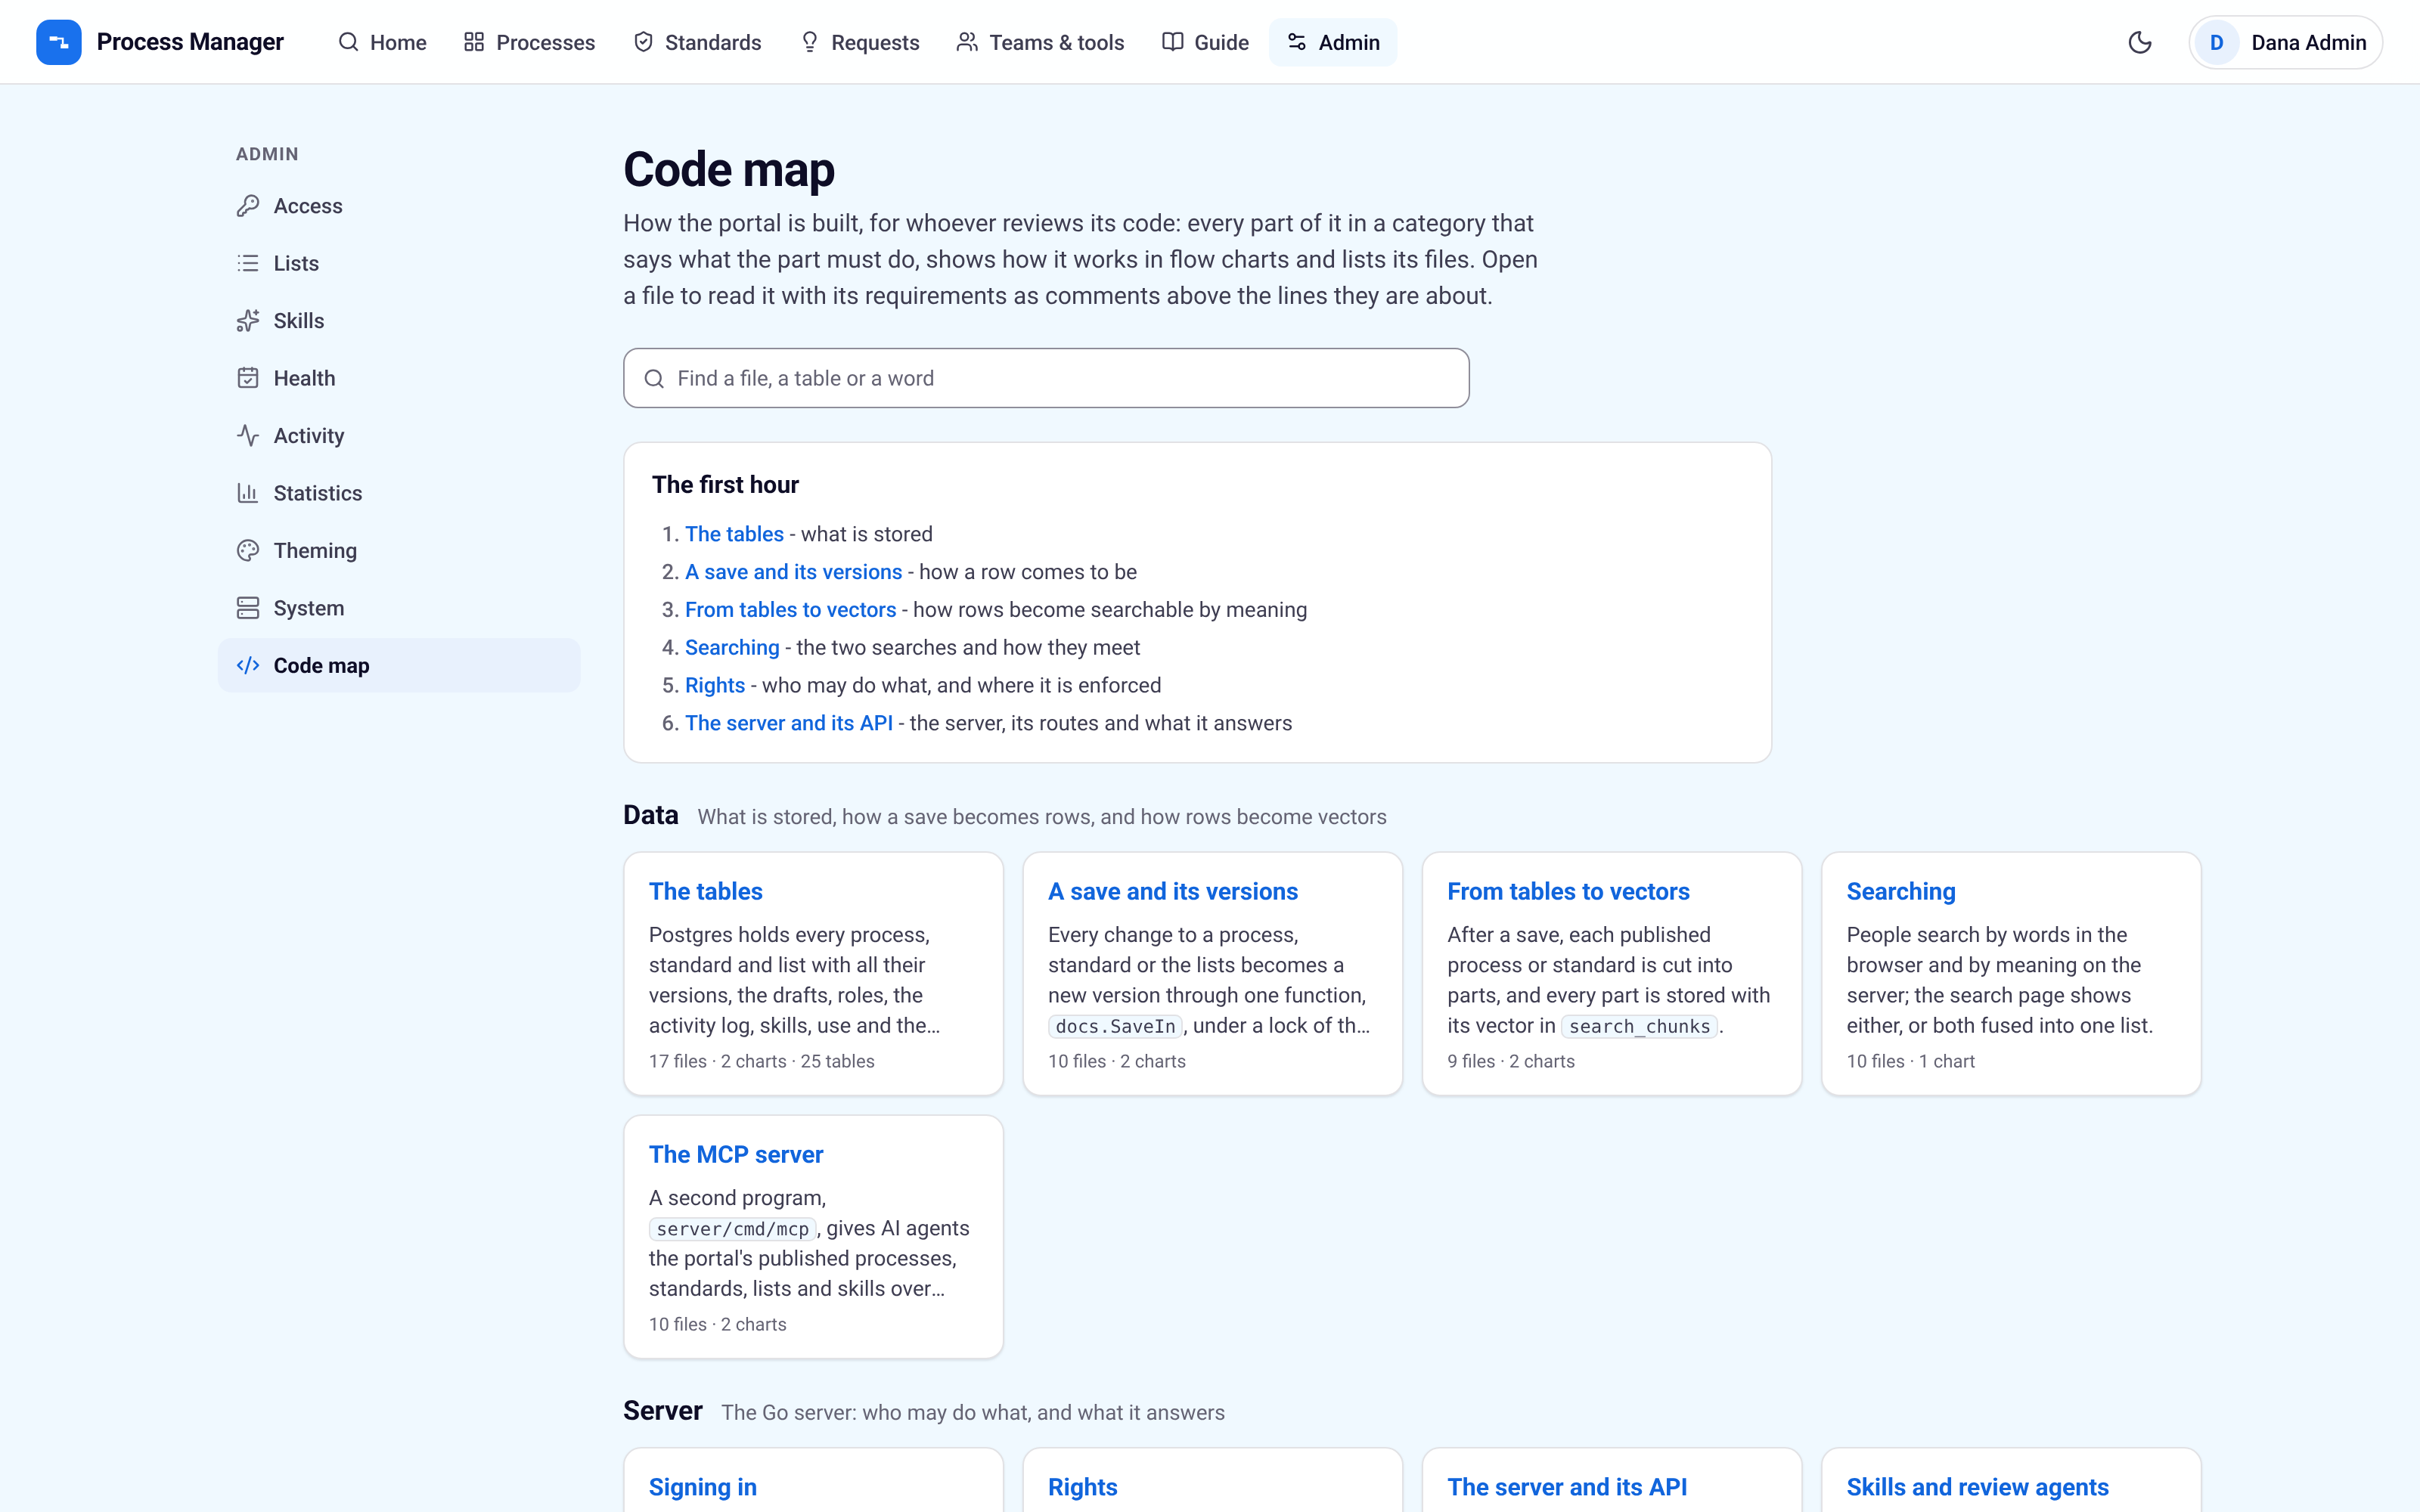 Process Manager
Home
Processes
Standards
Requests
Teams & tools
Guide
Admin
D
Dana Admin
ADMIN
Access
Lists
Skills
Health
Activity
Statistics
Theming
System
Code map
Code map
How the portal is built, for whoever reviews its code: every part of it in a category that
says what the part must do, shows how it works in flow charts and lists its files. Open
a file to read it with its requirements as comments above the lines they are about.
Find a file, a table or a word
The first hour
1. The tables - what is stored
2. A save and its versions - how a row comes to be
3. From tables to vectors - how rows become searchable by meaning
4. Searching - the two searches and how they meet
5. Rights - who may do what, and where it is enforced
6. The server and its API - the server, its routes and what it answers
Data What is stored, how a save becomes rows, and how rows become vectors
The tables
Postgres holds every process,
standard and list with all their
versions, the drafts, roles, the
activity log, skills, use and the…
17 files · 2 charts · 25 tables
A save and its versions
Every change to a process,
standard or the lists becomes a
new version through one function,
docs.SaveIn, under a lock of th…
10 files · 2 charts
From tables to vectors
After a save, each published
process or standard is cut into
parts, and every part is stored with
its vector in search_chunks.
9 files · 2 charts
Searching
People search by words in the
browser and by meaning on the
server; the search page shows
either, or both fused into one list.
10 files · 1 chart
The MCP server
A second program,
server/cmd/mcp, gives AI agents
the portal's published processes,
standards, lists and skills over…
10 files · 2 charts
Server The Go server: who may do what, and what it answers
Signing in
Rights
The server and its API
Skills and review agents